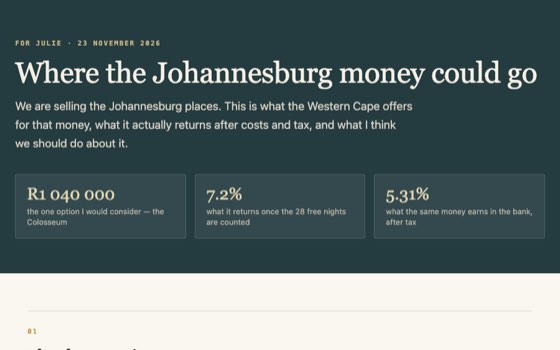 FOR JULIE · 23 NOVEMBER 2026
Where the Johannesburg money could go
We are selling the Johannesburg places. This is what the Western Cape offers
for that money, what it actually returns after costs and tax, and what I think
we should do about it.
R1 040 000
the one option I would consider — the
Colosseum
7.2%
what it returns once the 28 free nights
are counted
5.31%
what the same money earns in the bank,
after tax
01